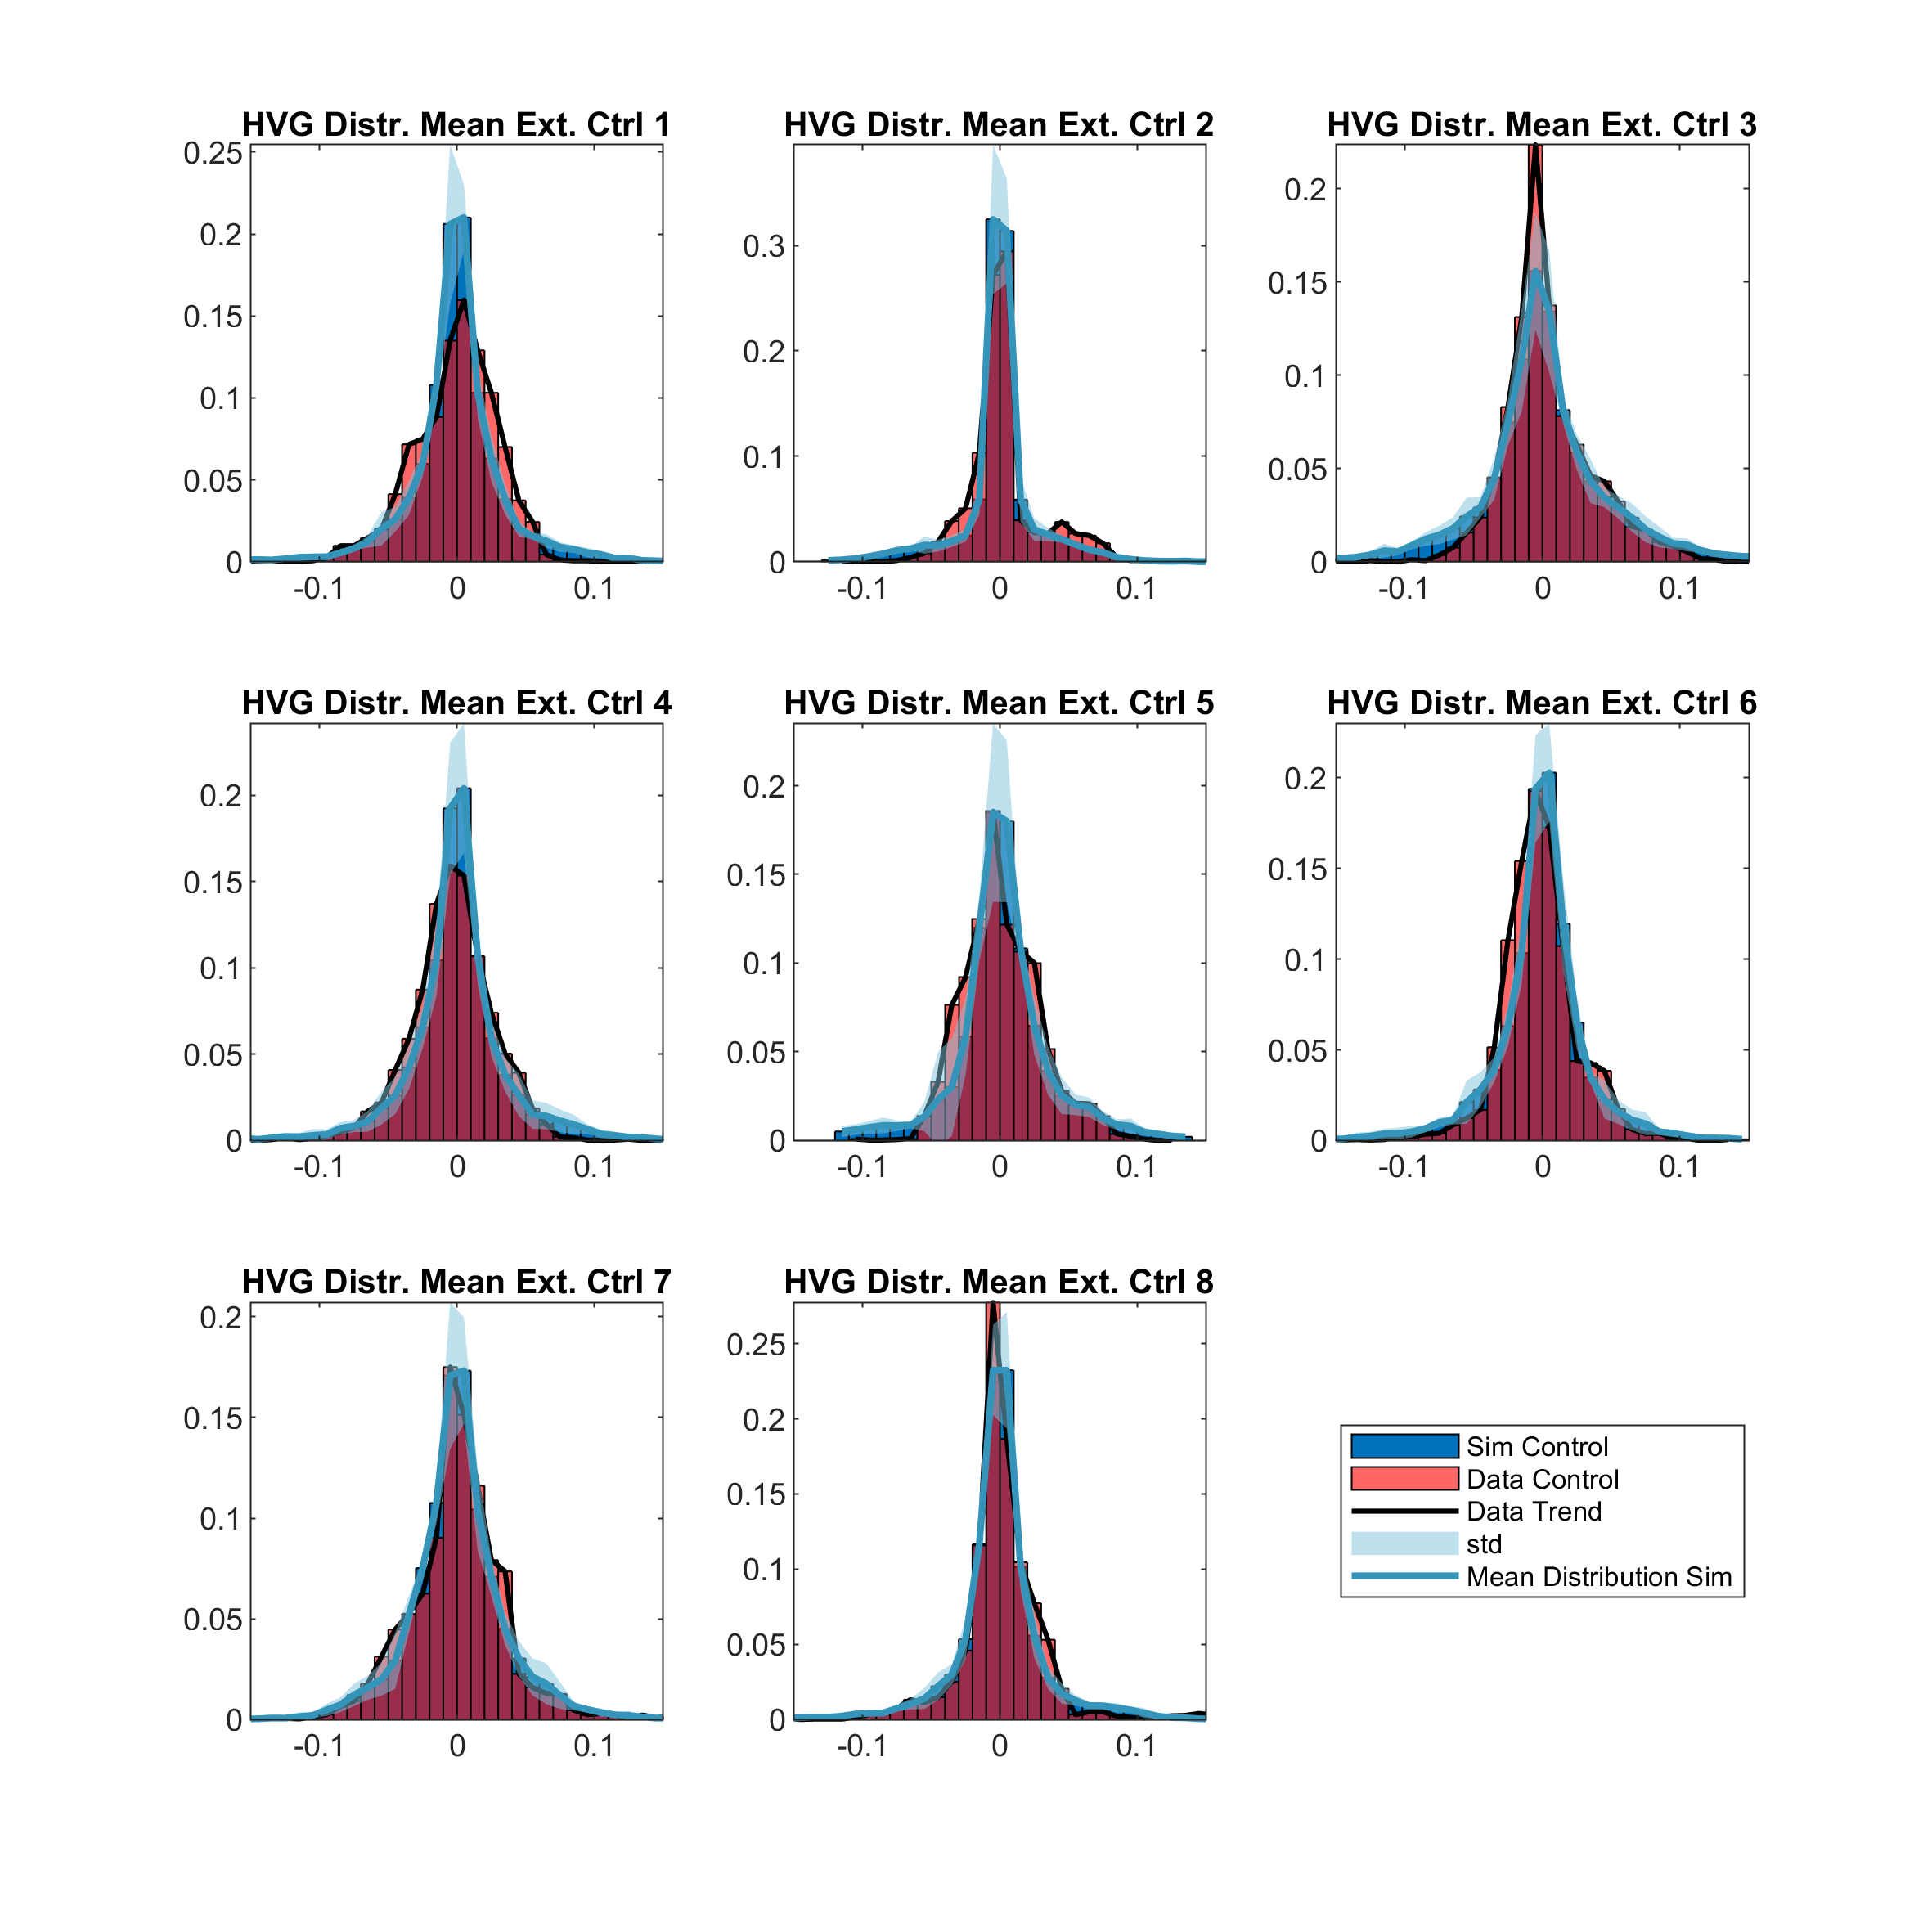 HVG Distr. Mean Ext. Ctrl 1
0.25
0.2
0.15
0.1
0.05
0
-0.1 0 0.1
HVG Distr. Mean Ext. Ctrl 2
0.3
0.2
0.1
0
-0.1 0 0.1
HVG Distr. Mean Ext. Ctrl 3
0.2
0.15
0.1
0.05
0
-0.1 0 0.1
HVG Distr. Mean Ext. Ctrl 4
0.2
0.15
0.1
0.05
0
-0.1 0 0.1
HVG Distr. Mean Ext. Ctrl 5
0.2
0.15
0.1
0.05
0
-0.1 0 0.1
HVG Distr. Mean Ext. Ctrl 6
0.2
0.15
0.1
0.05
0
-0.1 0 0.1
HVG Distr. Mean Ext. Ctrl 7
0.2
0.15
0.1
0.05
0
-0.1 0 0.1
HVG Distr. Mean Ext. Ctrl 8
0.25
0.2
0.15
0.1
0.05
0
-0.1 0 0.1
Sim Control
Data Control
Data Trend
std
Mean Distribution Sim